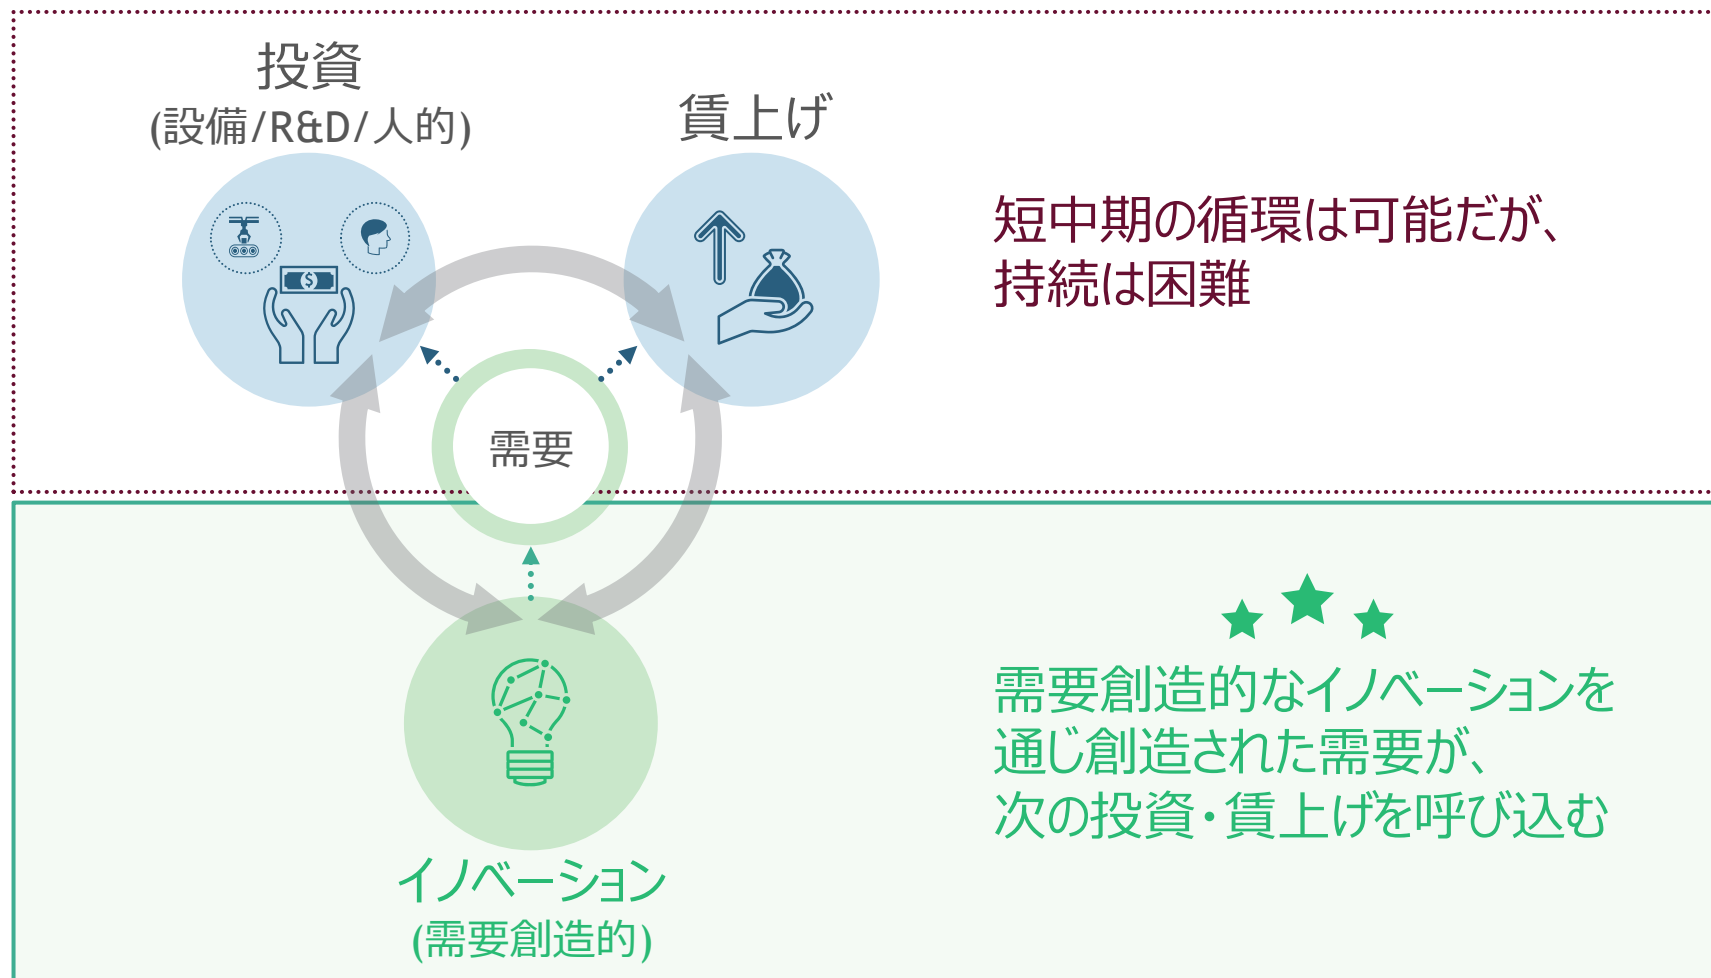 投資
(設備/R&D/人的)
賃上げ
短中期の循環は可能だが、
持続は困難
需要
需要創造的なイノベーションを
通じ創造された需要が、
次の投資・賃上げを呼び込む
イノベーション
(需要創造的)